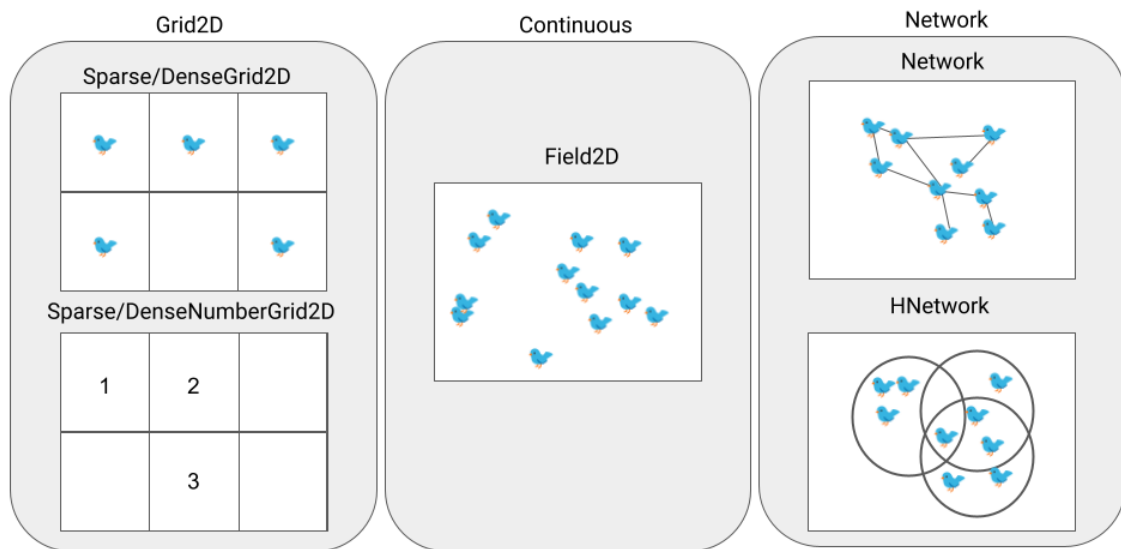 Grid2D
Sparse/DenseGrid2D
Sparse/DenseNumberGrid2D
1 2
3
Continuous
Field2D
Network
Network
HNetwork